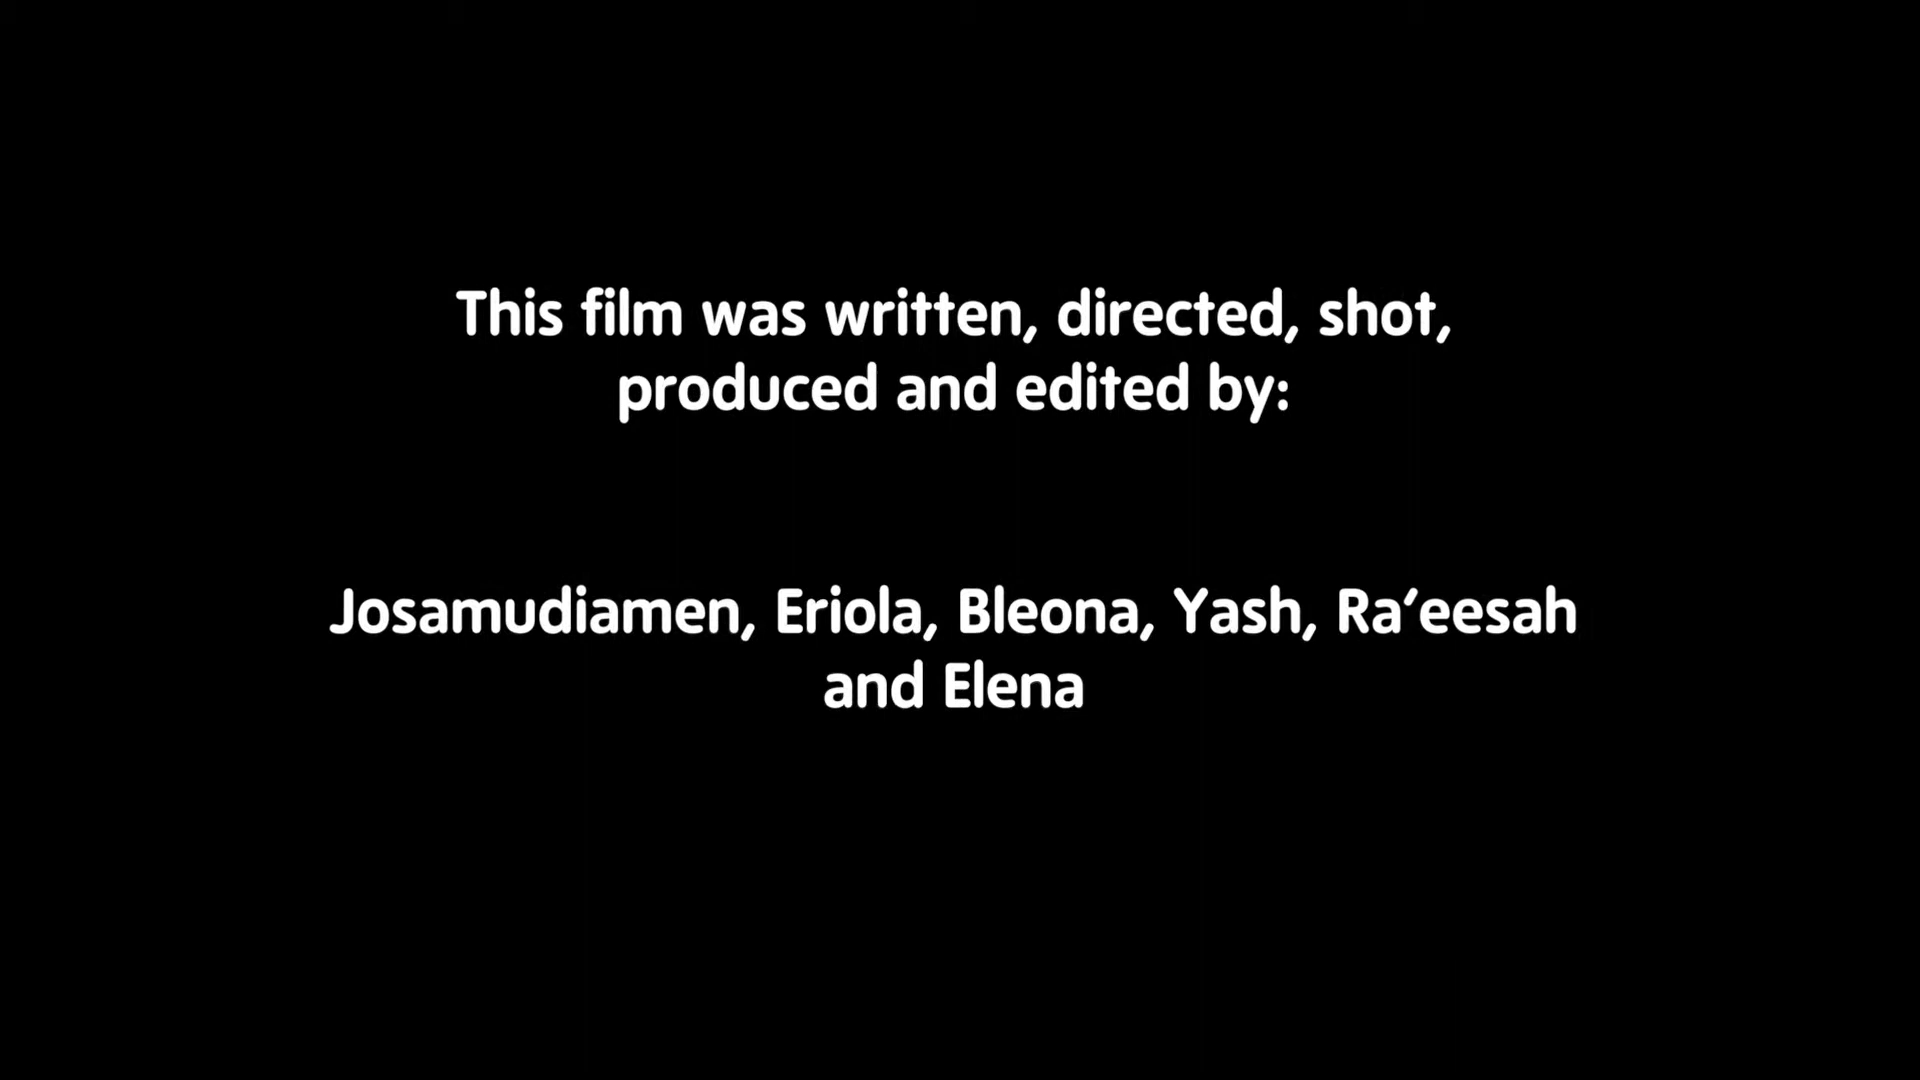 This film was written, directed, shot,
produced and edited by:
Josamudiamen, Eriola, Bleona, Yash, Ra’eesah
and Elena